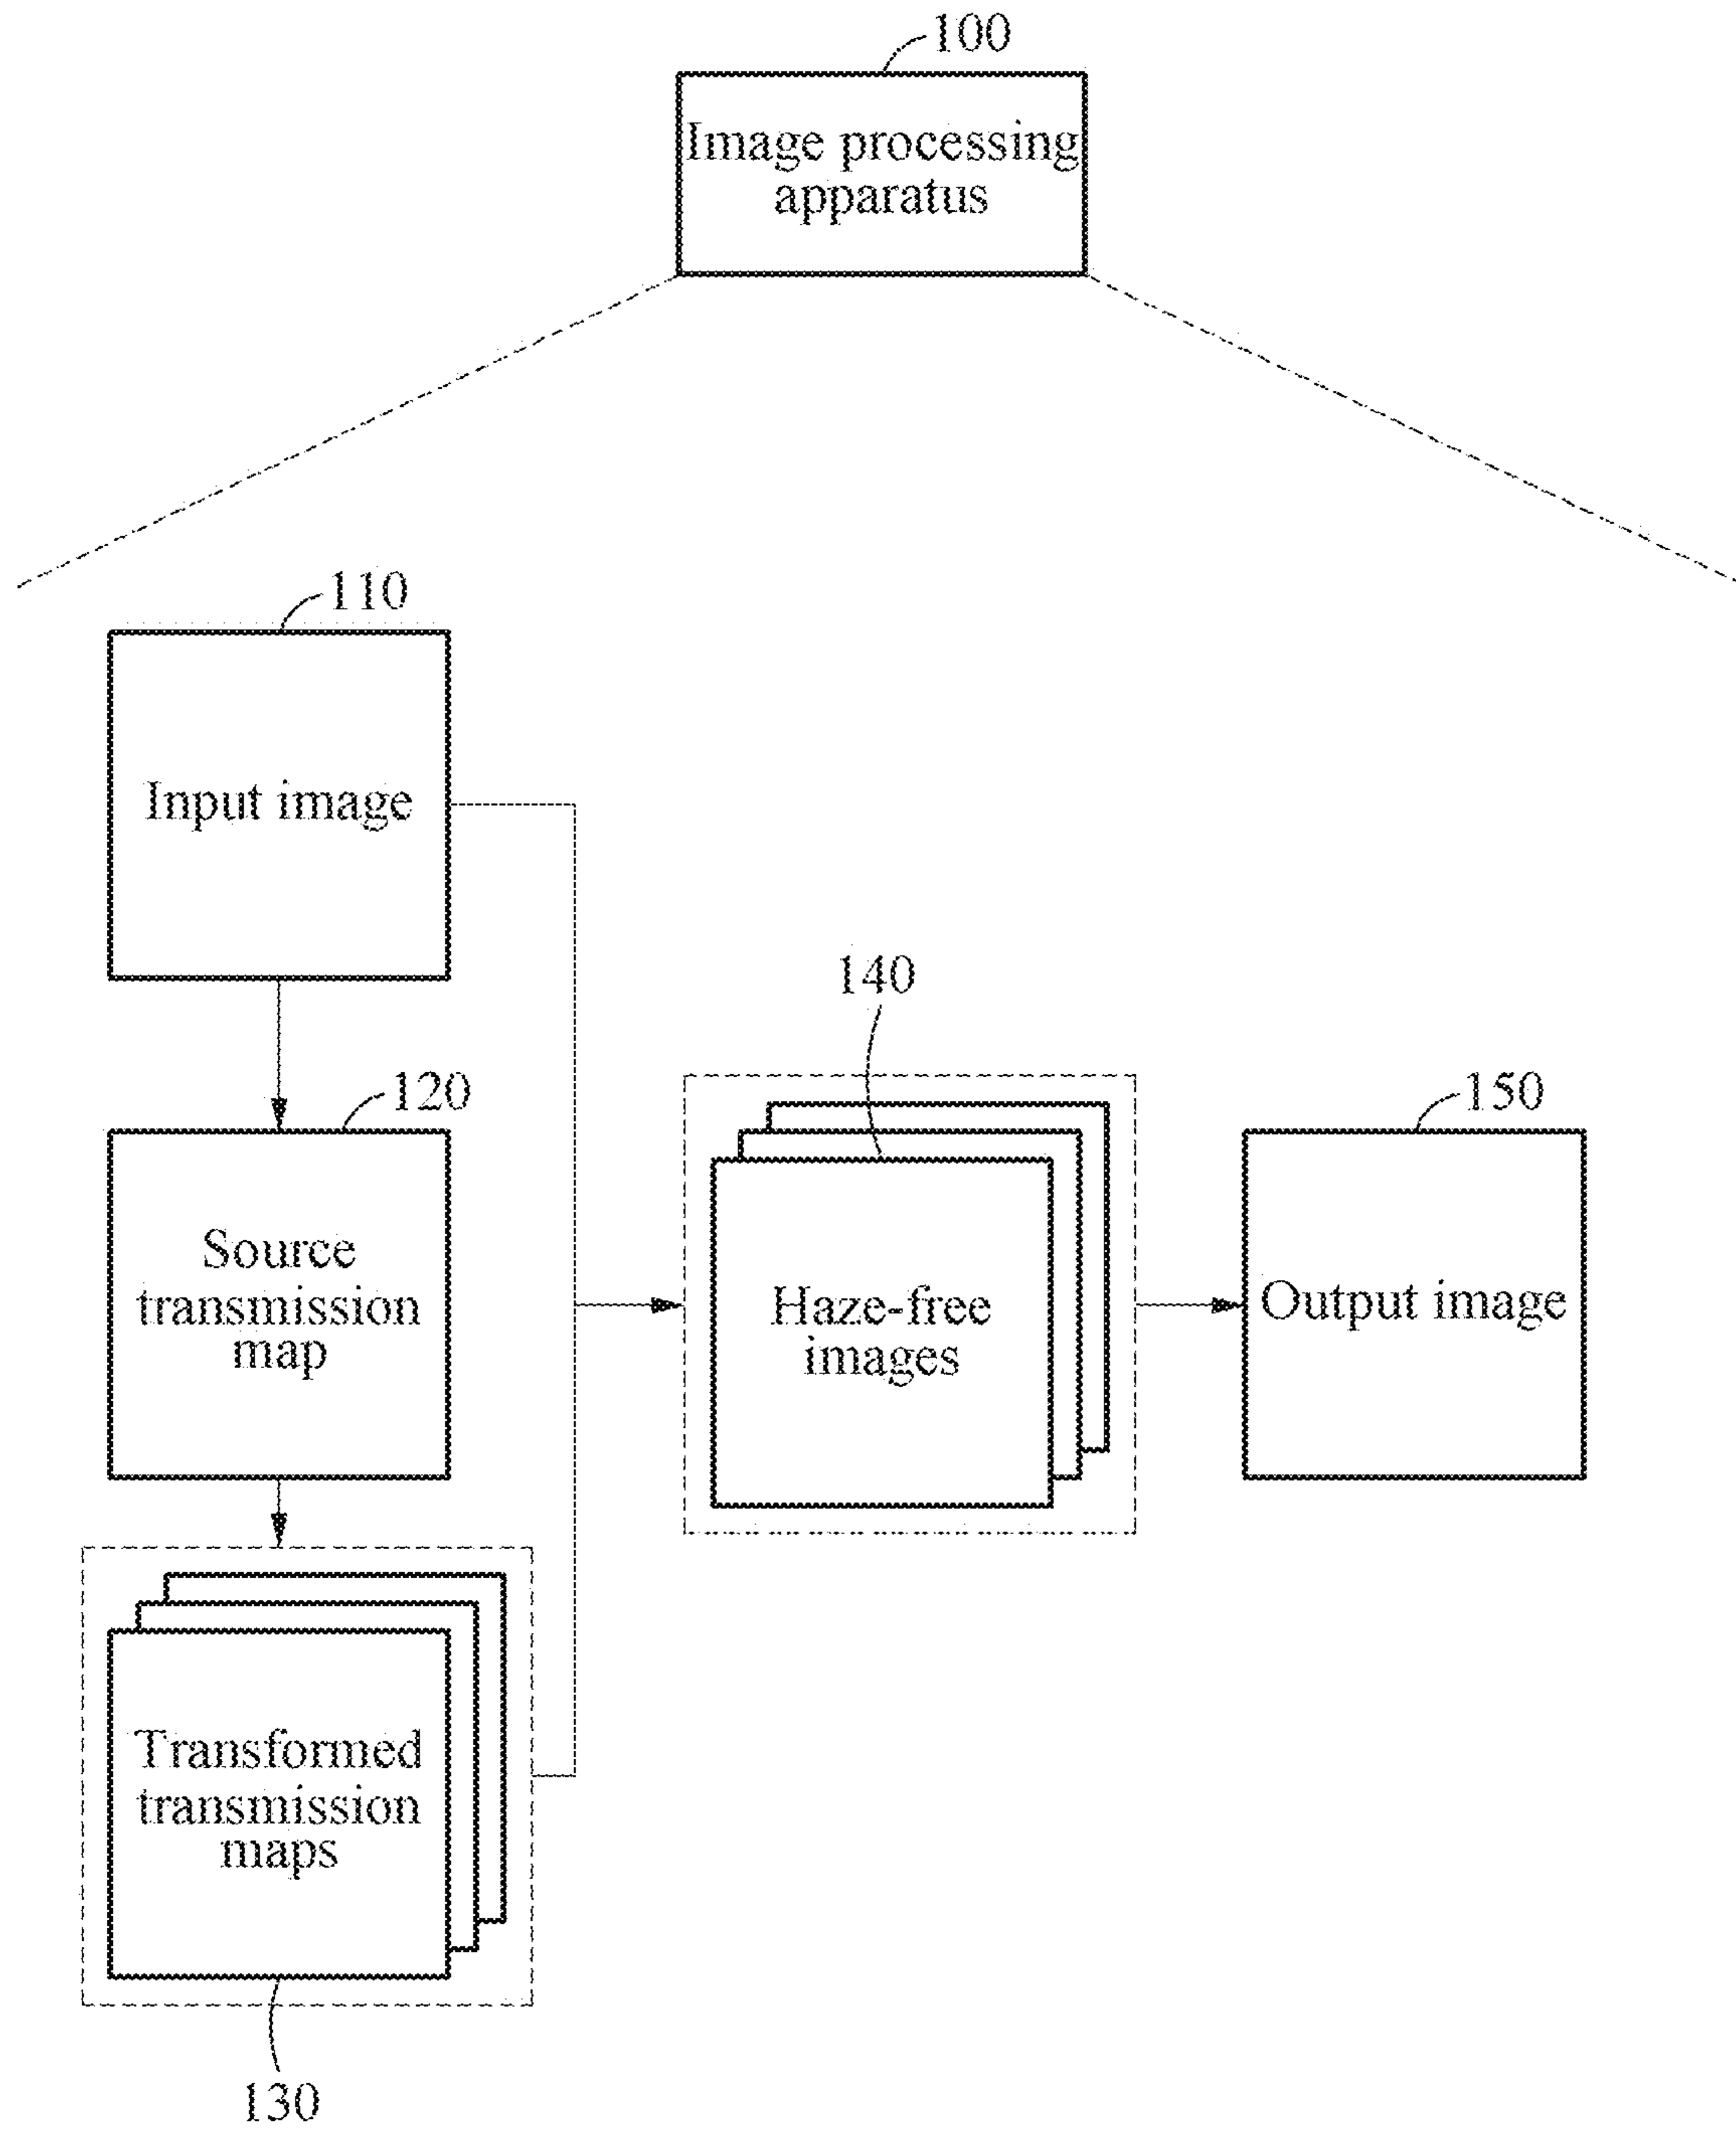 100
Image processing
apparatus
110
Input image
120
Source
transmission
map
140
Haze-free
images
150
Output image
Transformed
transmission
maps
130